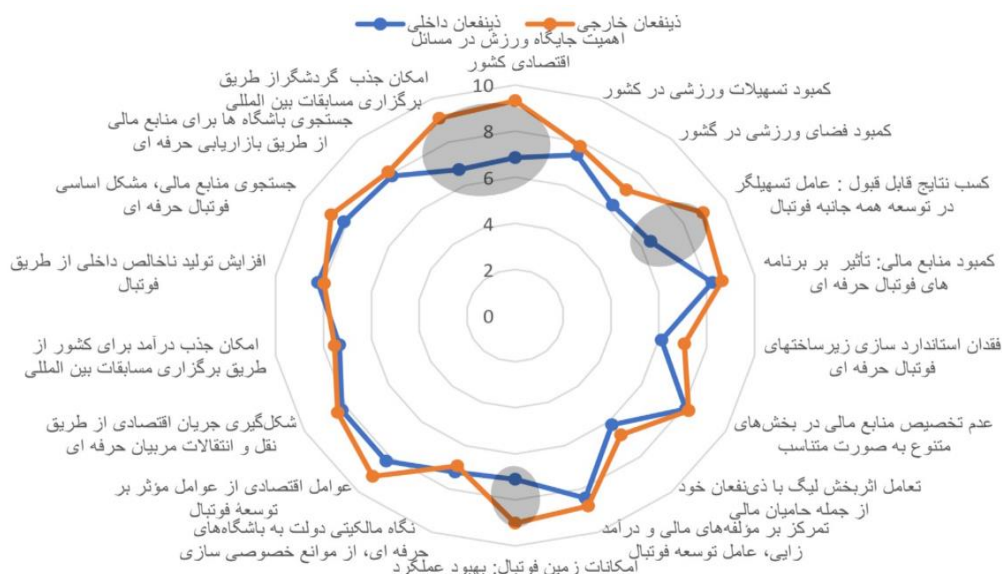 ذینفعان خارجی ذینفعان داخلی
اهمیت جایگاه ورزش در مسائل
اقتصادی کشور
کمبود تسهیلات ورزشی در کشور
کمبود فضای ورزشی در گشور
کسب نتایج قابل قبول : عامل تسهیلگر
در توسعه همه جانبه فوتبال
کمبود منابع مالی: تأثیر بر برنامه
های فوتبال حرفه ای
فقدان استاندارد سازی زیرساختهای
فوتبال حرفه ای
عدم تخصیص منابع مالی در بخش‌های
متنوع به صورت متناسب
تعامل اثربخش لیگ با ذی‌نفعان خود
از جمله حامیان مالی
تمرکز بر مؤلفه‌های مالی و درآمد
زایی، عامل توسعه فوتبال
امکانات زمین فوتبال: بهبود عملکرد
نگاه مالکیتی دولت به باشگاه‌های
حرفه ای، از موانع خصوصی سازی
عوامل اقتصادی از عوامل مؤثر بر
توسعهٔ فوتبال
شکل‌گیری جریان اقتصادی از طریق
نقل و انتقالات مربیان حرفه ای
امکان جذب درآمد برای کشور از
طریق برگزاری مسابقات بین المللی
افزایش تولید ناخالص داخلی از طریق
فوتبال
جستجوی منابع مالی، مشکل اساسی
فوتبال حرفه ای
جستجوی باشگاه ها برای منابع مالی
از طریق بازاریابی حرفه ای
امکان جذب گردشگراز طریق
برگزاری مسابقات بین المللی
10
8
6
4
2
0